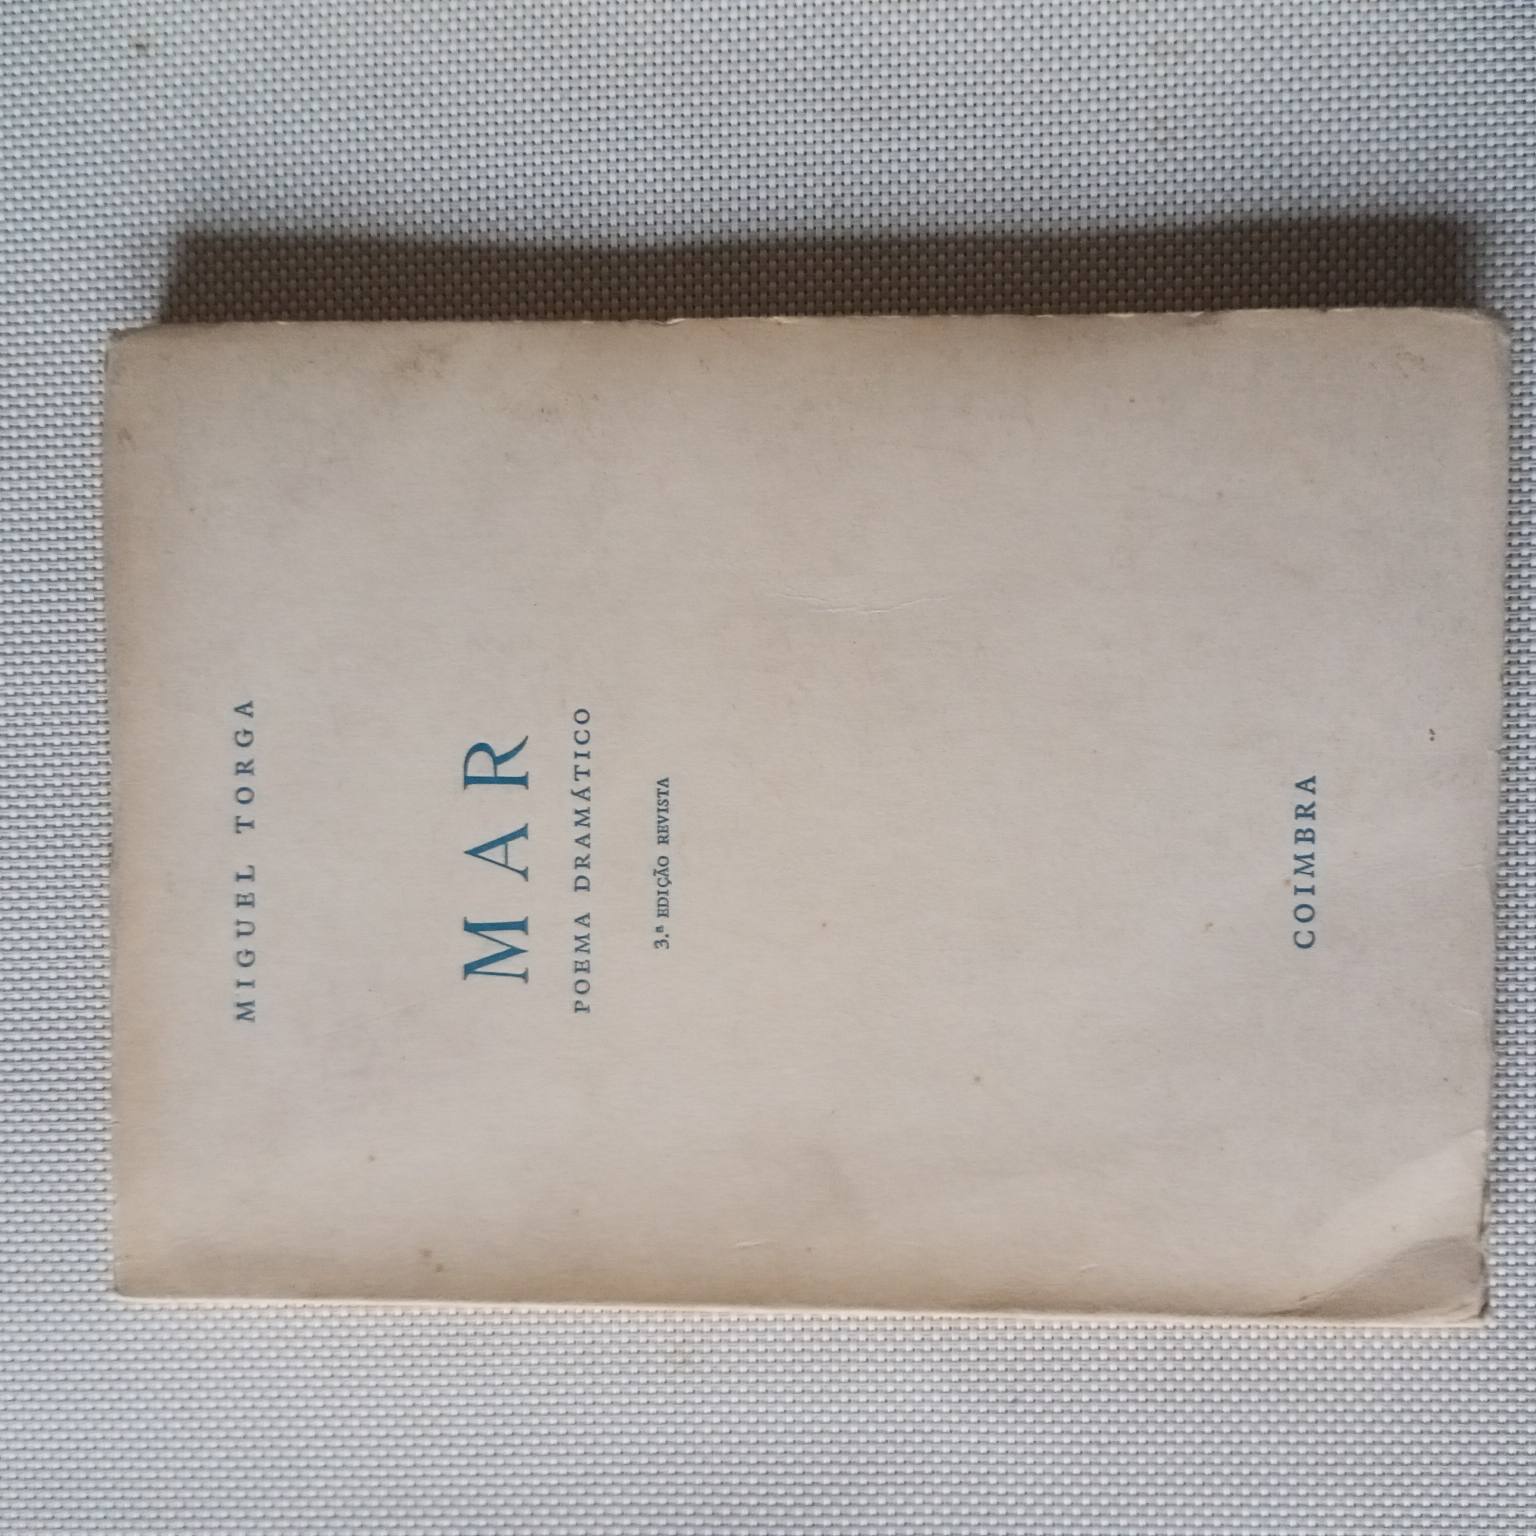 MIGUEL TORGA
MAR
POEMA DRAMÁTICO
3.ª EDIÇÃO REVISTA
COIMBRA